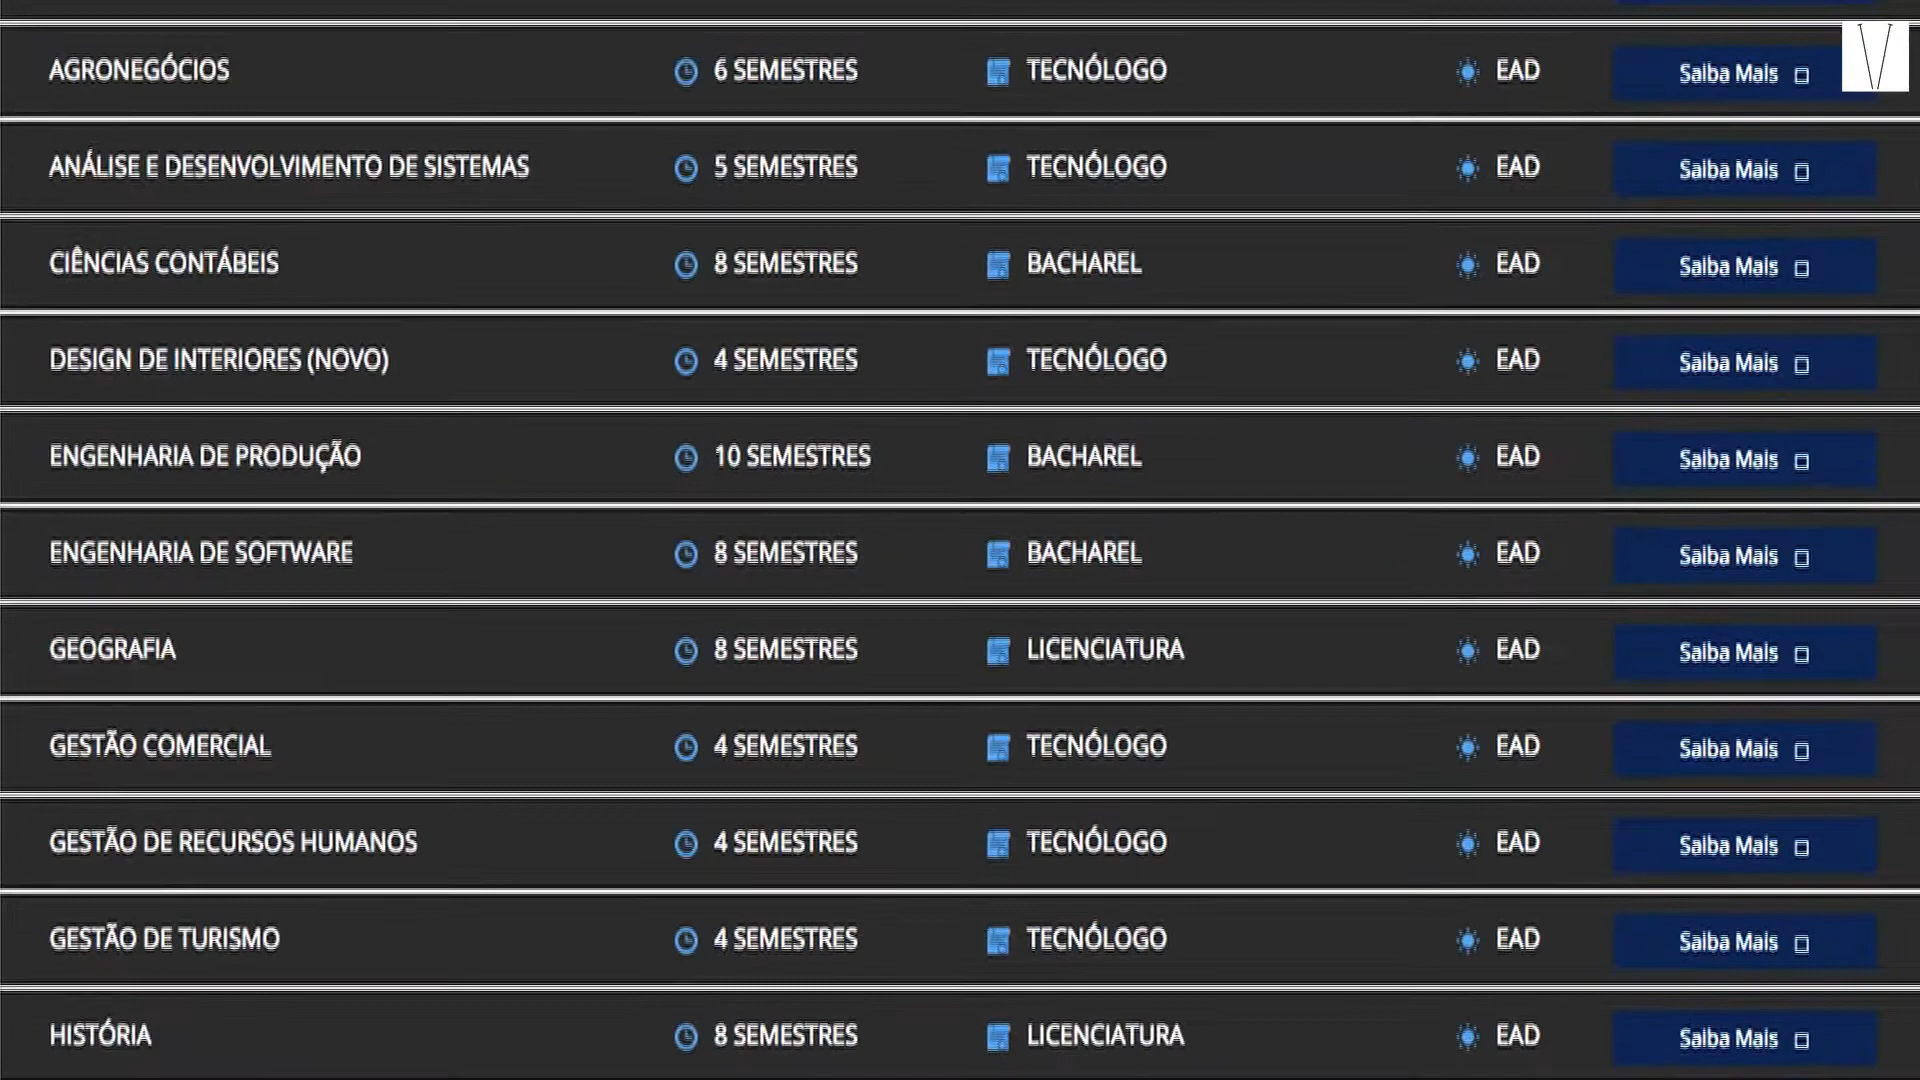 AGRONEGÓCIOS 6 SEMESTRES TECNÓLOGO EAD Saiba Mais
ANÁLISE E DESENVOLVIMENTO DE SISTEMAS 5 SEMESTRES TECNÓLOGO EAD Saiba Mais
CIÊNCIAS CONTÁBEIS 8 SEMESTRES BACHAREL EAD Saiba Mais
DESIGN DE INTERIORES (NOVO) 4 SEMESTRES TECNÓLOGO EAD Saiba Mais
ENGENHARIA DE PRODUÇÃO 10 SEMESTRES BACHAREL EAD Saiba Mais
ENGENHARIA DE SOFTWARE 8 SEMESTRES BACHAREL EAD Saiba Mais
GEOGRAFIA 8 SEMESTRES LICENCIATURA EAD Saiba Mais
GESTÃO COMERCIAL 4 SEMESTRES TECNÓLOGO EAD Saiba Mais
GESTÃO DE RECURSOS HUMANOS 4 SEMESTRES TECNÓLOGO EAD Saiba Mais
GESTÃO DE TURISMO 4 SEMESTRES TECNÓLOGO EAD Saiba Mais
HISTÓRIA 8 SEMESTRES LICENCIATURA EAD Saiba Mais